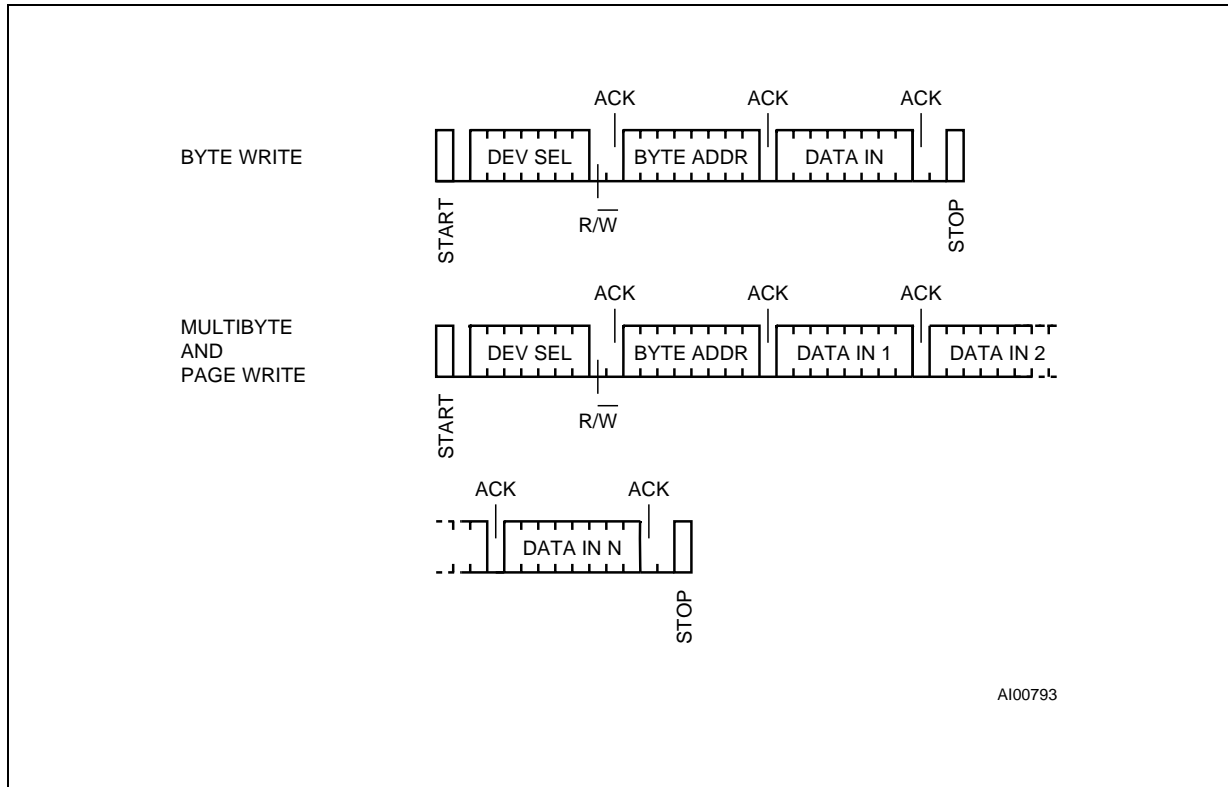 ACK ACK ACK
BYTE WRITE DEV SEL BYTE ADDR DATA IN
START R/W̅ STOP
ACK ACK ACK
MULTIBYTE
AND
PAGE WRITE
DEV SEL BYTE ADDR DATA IN 1 DATA IN 2
START R/W̅
ACK ACK
DATA IN N
STOP
AI00793